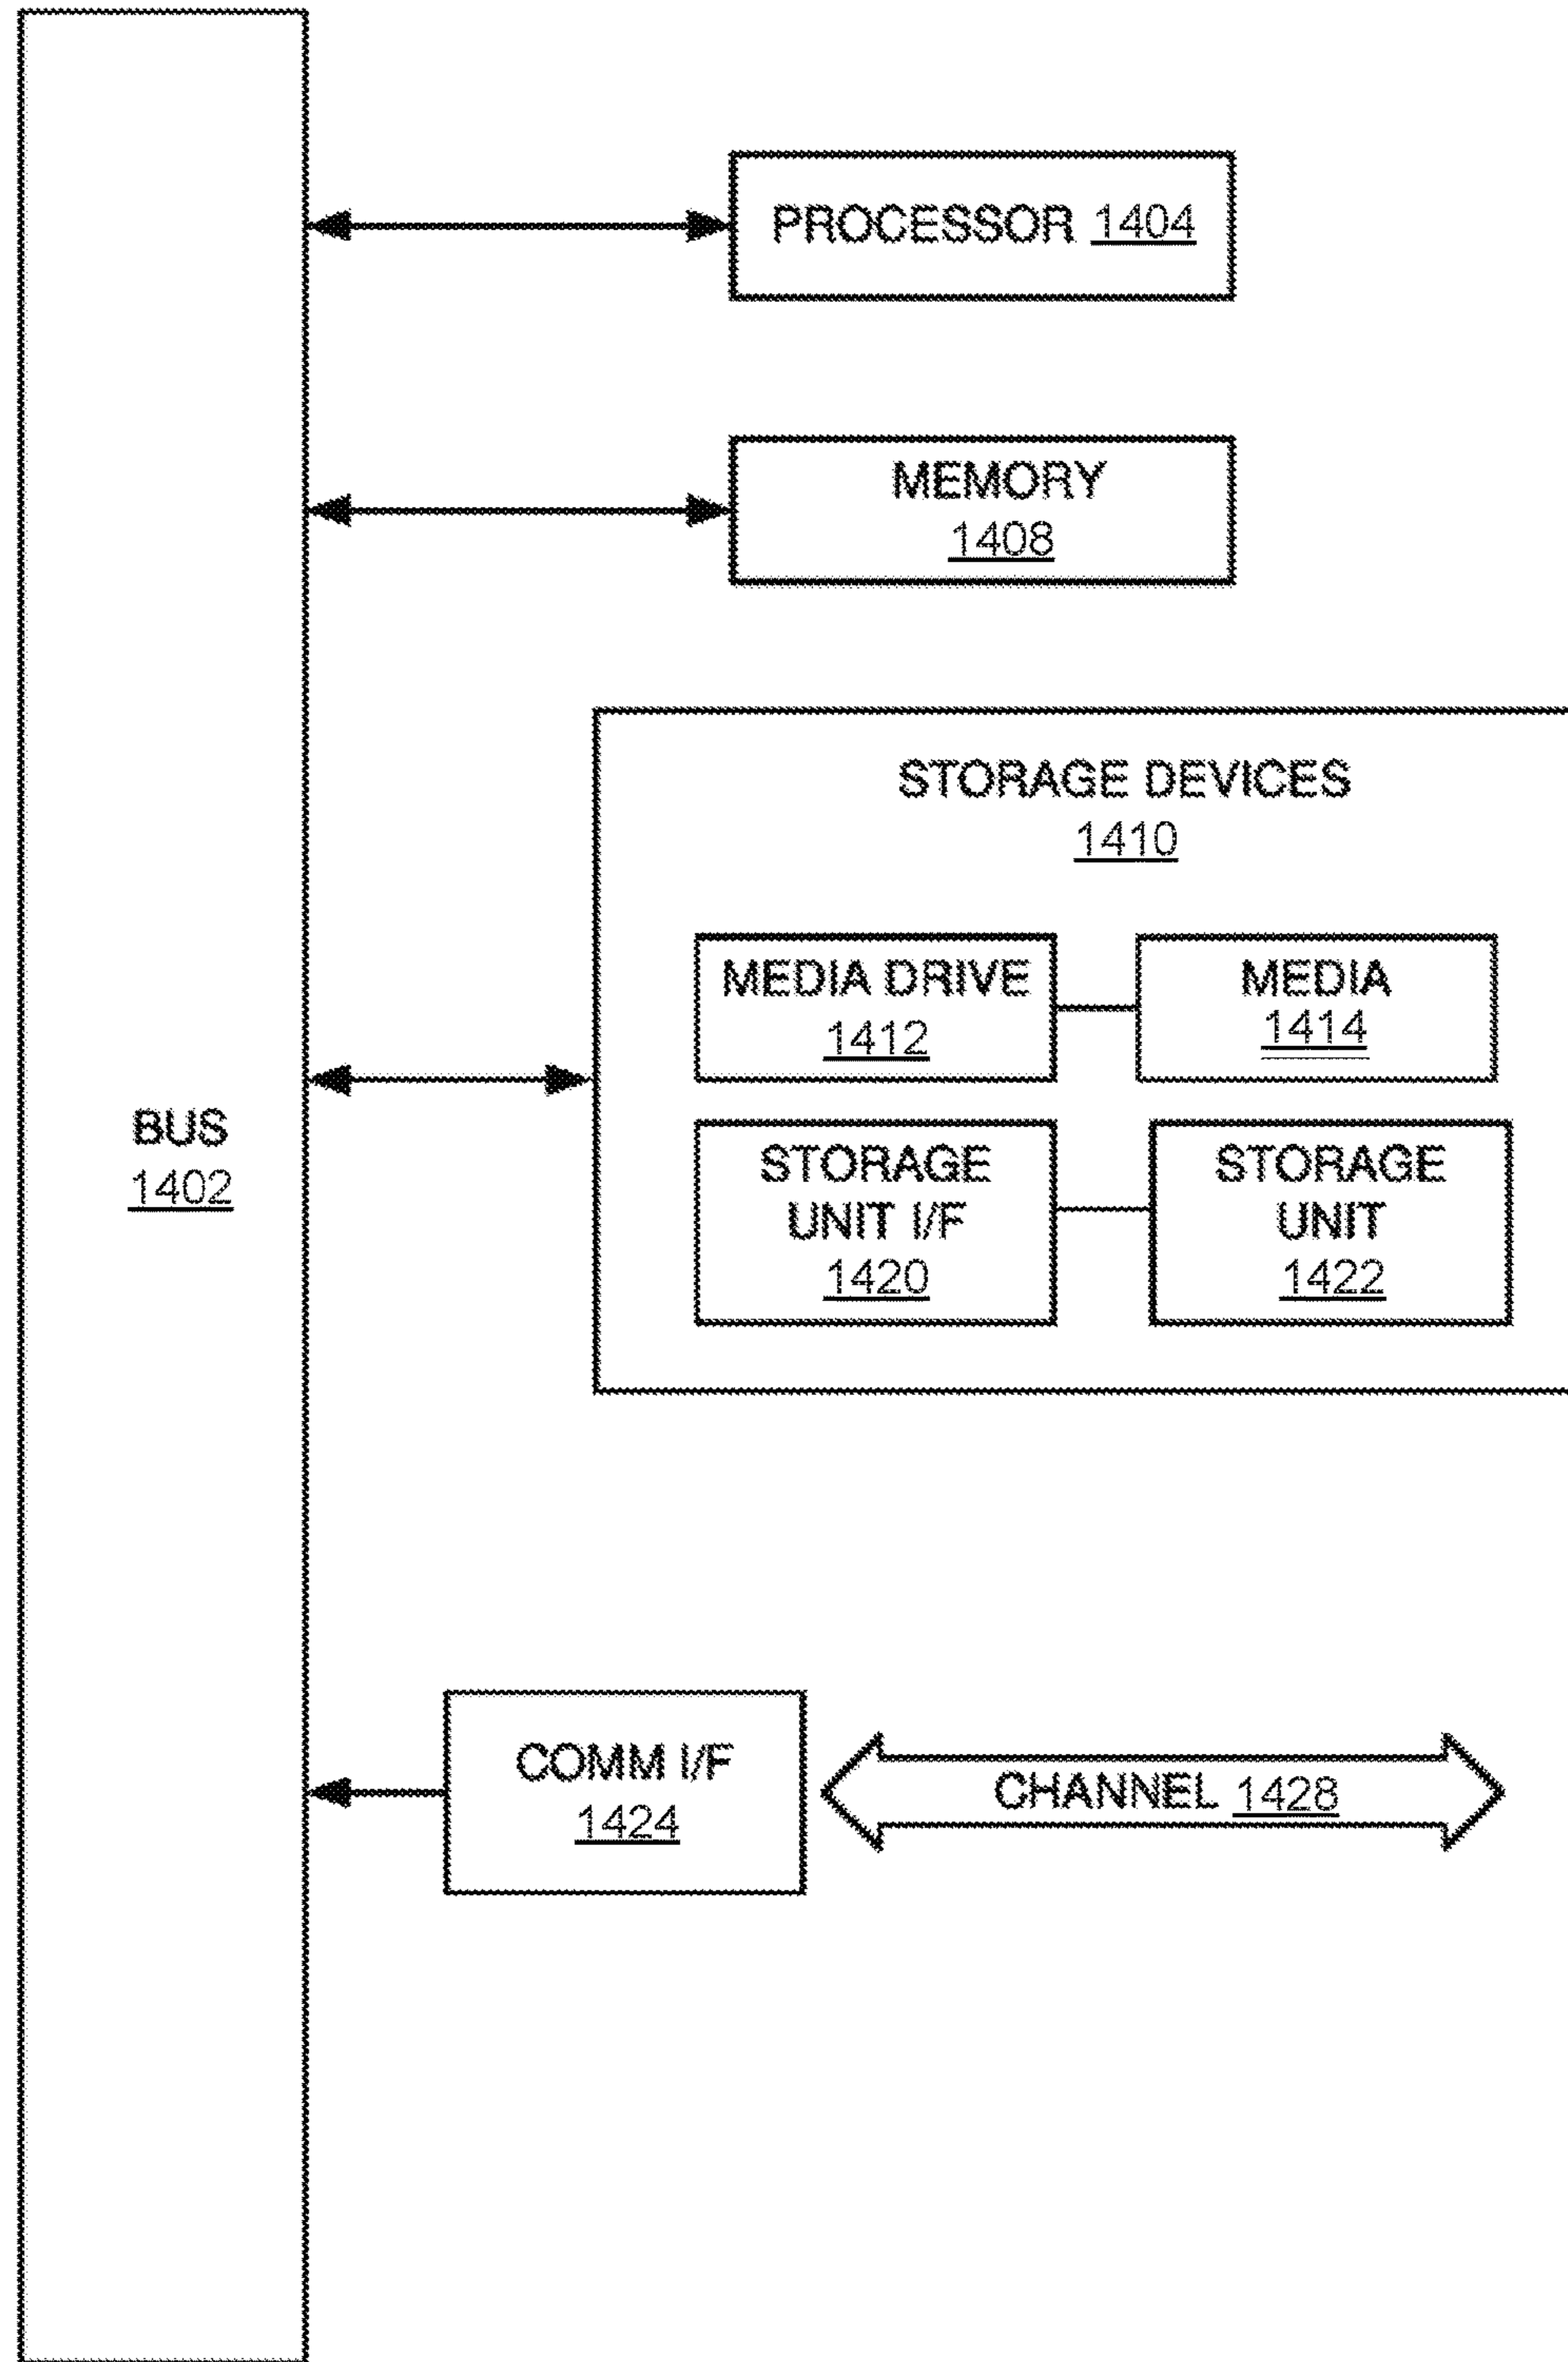 PROCESSOR 1404
MEMORY
1408
STORAGE DEVICES
1410
MEDIA DRIVE
1412
MEDIA
1414
BUS
1402
STORAGE
UNIT I/F
1420
STORAGE
UNIT
1422
COMM I/F
1424
CHANNEL 1428